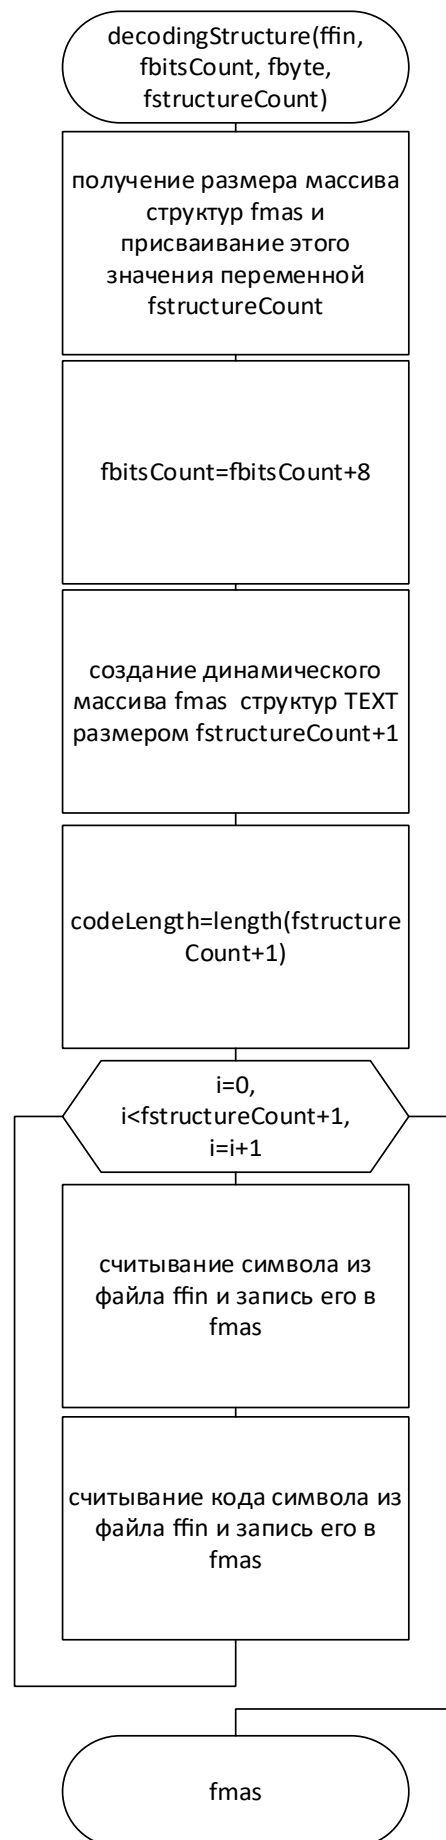 decodingStructure(ffin,
fbitsCount, fbyte,
fstructureCount)
получение размера массива
структур fmas и
присваивание этого
значения переменной
fstructureCount
fbitsCount=fbitsCount+8
создание динамического
массива fmas  структур TEXT
размером fstructureCount+1
codeLength=length(fstructure
Count+1)
i=0,
i<fstructureCount+1,
i=i+1
считывание символа из
файла ffin и запись его в
fmas
считывание кода символа из
файла ffin и запись его в
fmas
fmas